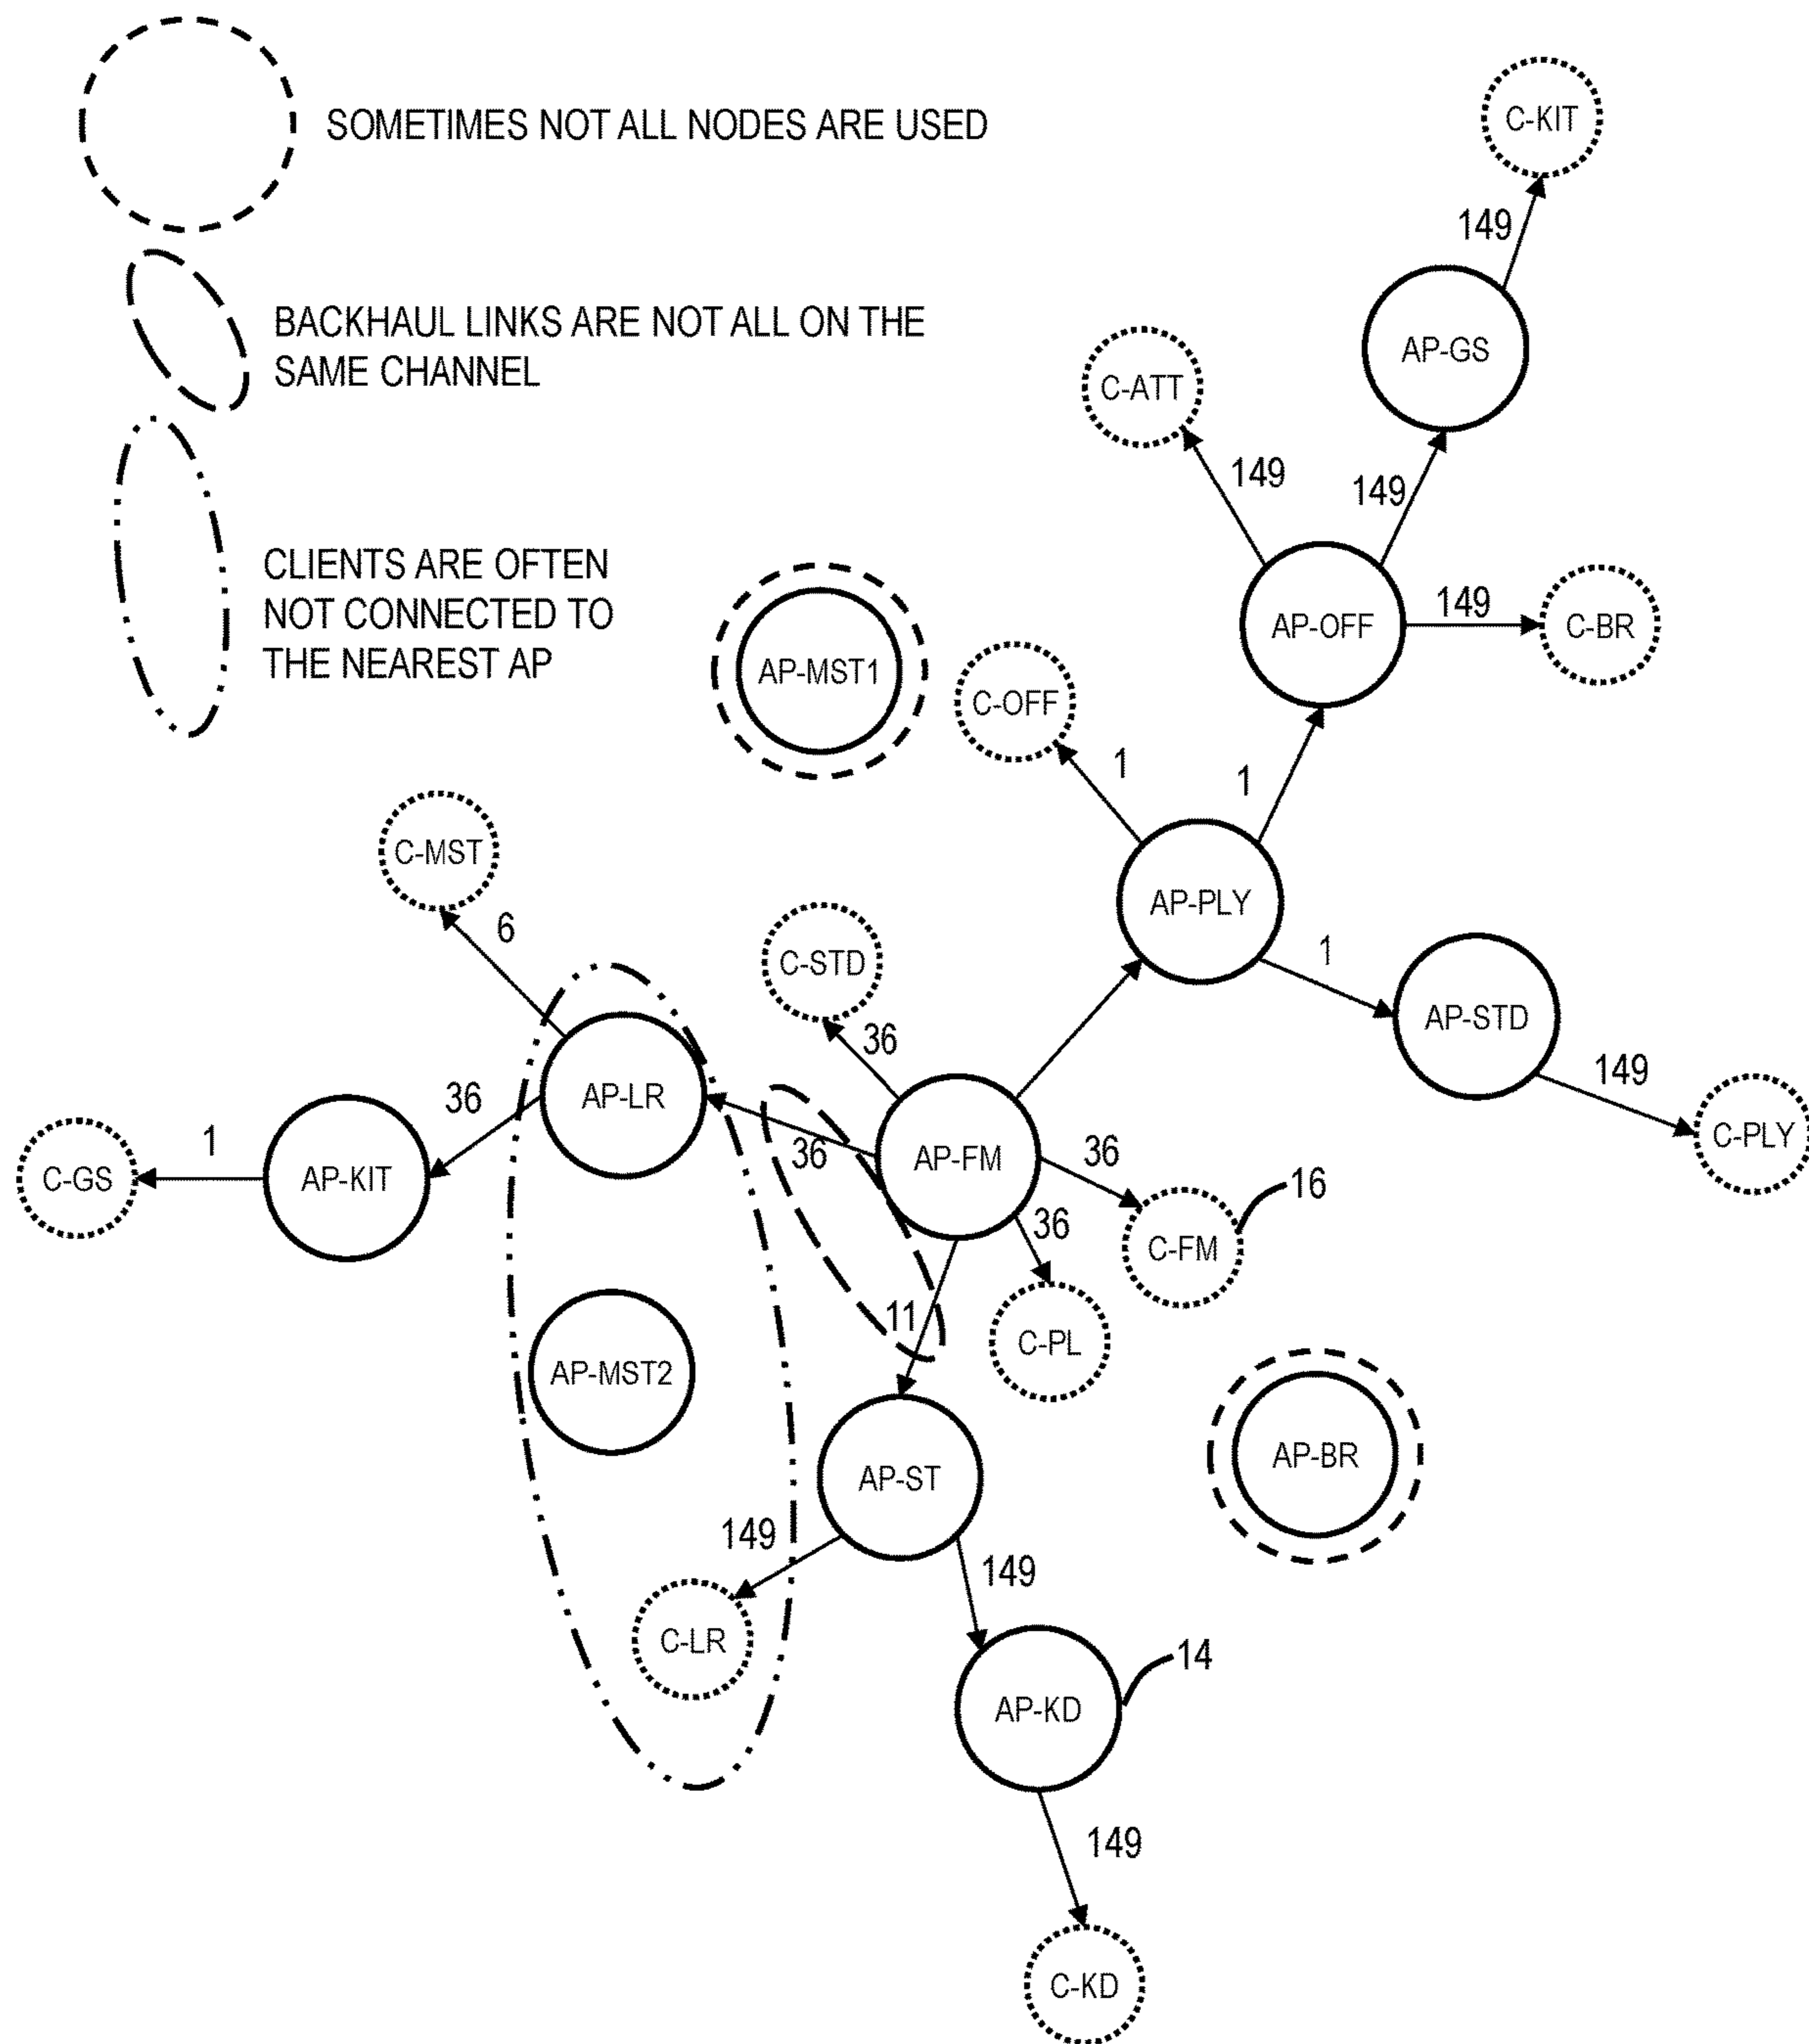 SOMETIMES NOT ALL NODES ARE USED
BACKHAUL LINKS ARE NOT ALL ON THE
SAME CHANNEL
CLIENTS ARE OFTEN
NOT CONNECTED TO
THE NEAREST AP
C-KIT
149
AP-GS
C-ATT
149
149
AP-OFF
149
C-BR
AP-MST1
C-OFF
1
1
C-MST
6
AP-PLY
C-STD
1
AP-STD
36
149
AP-LR
36
C-PLY
1
C-GS
AP-KIT
36
AP-FM
36
16
36
C-FM
11
C-PL
AP-MST2
AP-BR
AP-ST
149
149
C-LR
14
AP-KD
149
C-KD